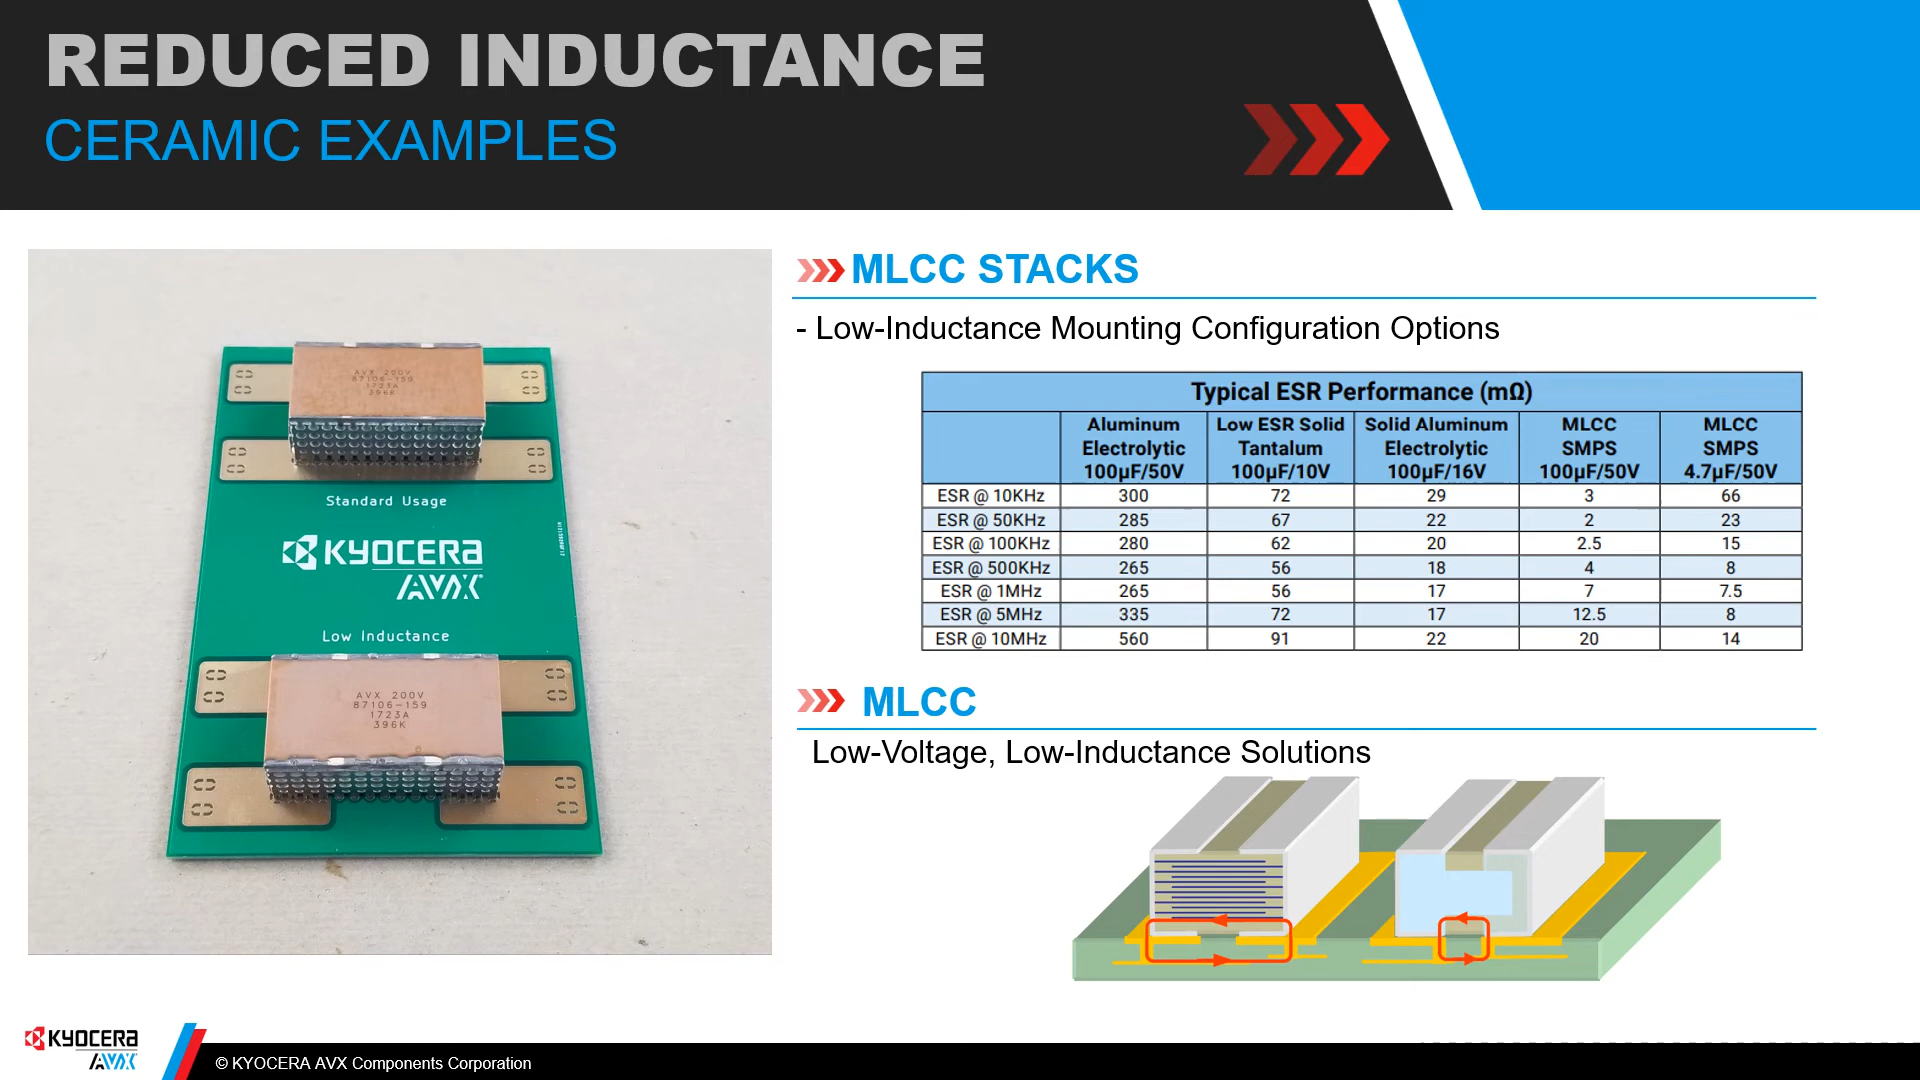 REDUCED INDUCTANCE
CERAMIC EXAMPLES
AVX 200V
87106-159
1723A
396K
Standard Usage
KYOCERA
AVX
Low Inductance
AVX 200V
87106-159
1723A
396K
MLCC STACKS
- Low-Inductance Mounting Configuration Options
Typical ESR Performance (mΩ)
Aluminum Electrolytic 100µF/50V | Low ESR Solid Tantalum 100µF/10V | Solid Aluminum Electrolytic 100µF/16V | MLCC SMPS 100µF/50V | MLCC SMPS 4.7µF/50V
ESR @ 10KHz 300 72 29 3 66
ESR @ 50KHz 285 67 22 2 23
ESR @ 100KHz 280 62 20 2.5 15
ESR @ 500KHz 265 56 18 4 8
ESR @ 1MHz 265 56 17 7 7.5
ESR @ 5MHz 335 72 17 12.5 8
ESR @ 10MHz 560 91 22 20 14
MLCC
Low-Voltage, Low-Inductance Solutions
KYOCERA
AVX
© KYOCERA AVX Components Corporation